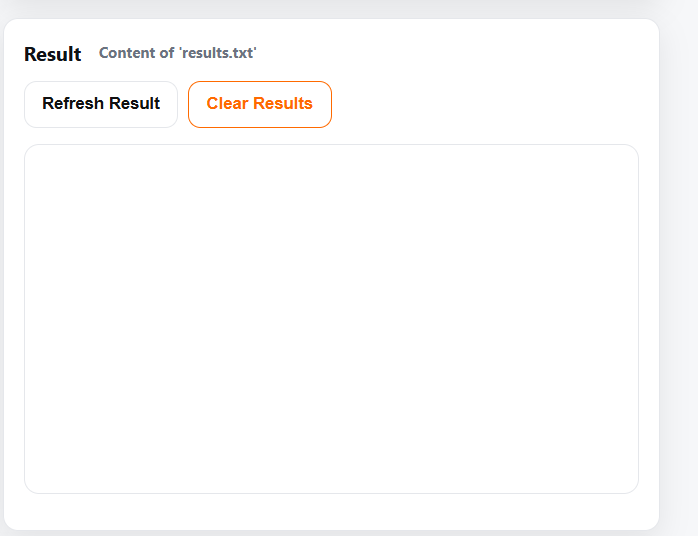 Result Content of 'results.txt'
Refresh Result Clear Results